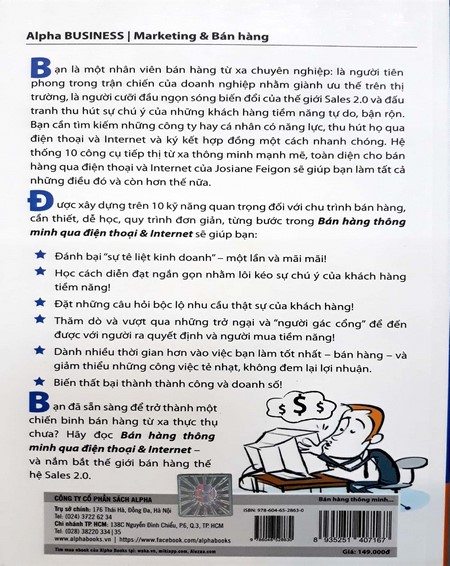 Alpha BUSINESS | Marketing & Bán hàng
Bạn là một nhân viên bán hàng từ xa chuyên nghiệp: là người tiên
phong trong trận chiến của doanh nghiệp nhằm giành ưu thế trên thị
trường, là người cưỡi đầu ngọn sóng biến đổi của thế giới Sales 2.0 và đấu
tranh thu hút sự chú ý của những khách hàng tiềm năng tự do, bận rộn.
Bạn cần tìm kiếm những công ty hay cá nhân có năng lực, thu hút họ qua
điện thoại và Internet và ký kết hợp đồng một cách nhanh chóng. Hệ
thống 10 công cụ tiếp thị từ xa thông minh mạnh mẽ, toàn diện cho bán
hàng qua điện thoại và Internet của Josiane Feigon sẽ giúp bạn làm tất cả
những điều đó và còn hơn thế nữa.
Được xây dựng trên 10 kỹ năng quan trọng đối với chu trình bán hàng,
cần thiết, dễ học, quy trình đơn giản, từng bước trong Bán hàng thông
minh qua điện thoại & Internet sẽ giúp bạn:
Đánh bại "sự tê liệt kinh doanh" – một lần và mãi mãi!
Học cách diễn đạt ngắn gọn nhằm lôi kéo sự chú ý của khách hàng
tiềm năng!
Đặt những câu hỏi bộc lộ nhu cầu thật sự của khách hàng!
Thăm dò và vượt qua những trở ngại và "người gác cổng" để đến
được với người ra quyết định và người mua tiềm năng!
Dành nhiều thời gian hơn vào việc bạn làm tốt nhất – bán hàng – và
giảm thiểu những công việc tẻ nhạt, không đem lại lợi nhuận.
Biến thất bại thành thành công và doanh số!
Bạn đã sẵn sàng để trở thành một
chiến binh bán hàng từ xa thực thụ
chưa? Hãy đọc Bán hàng thông
minh qua điện thoại & Internet –
và nắm bắt thế giới bán hàng thế
hệ Sales 2.0.
$ $ $
CÔNG TY CỔ PHẦN SÁCH ALPHA
Trụ sở chính: 176 Thái Hà, Đống Đa, Hà Nội
Tel: (024) 3722 62 34
Chi nhánh TP. HCM: 138C Nguyễn Đình Chiểu, P.6, Q.3, TP. HCM
Tel: (028) 38220 334 | 35
www.alphabooks.vn | https://www.facebook.com/alphabooks
Tìm mua ebook của Alpha Books tại: waka.vn, mikiapp.com, Alezaa.com
Bán hàng thông minh...
ISBN: 978-604-65-2863-0
8 935251 407167
Giá: 149.000đ